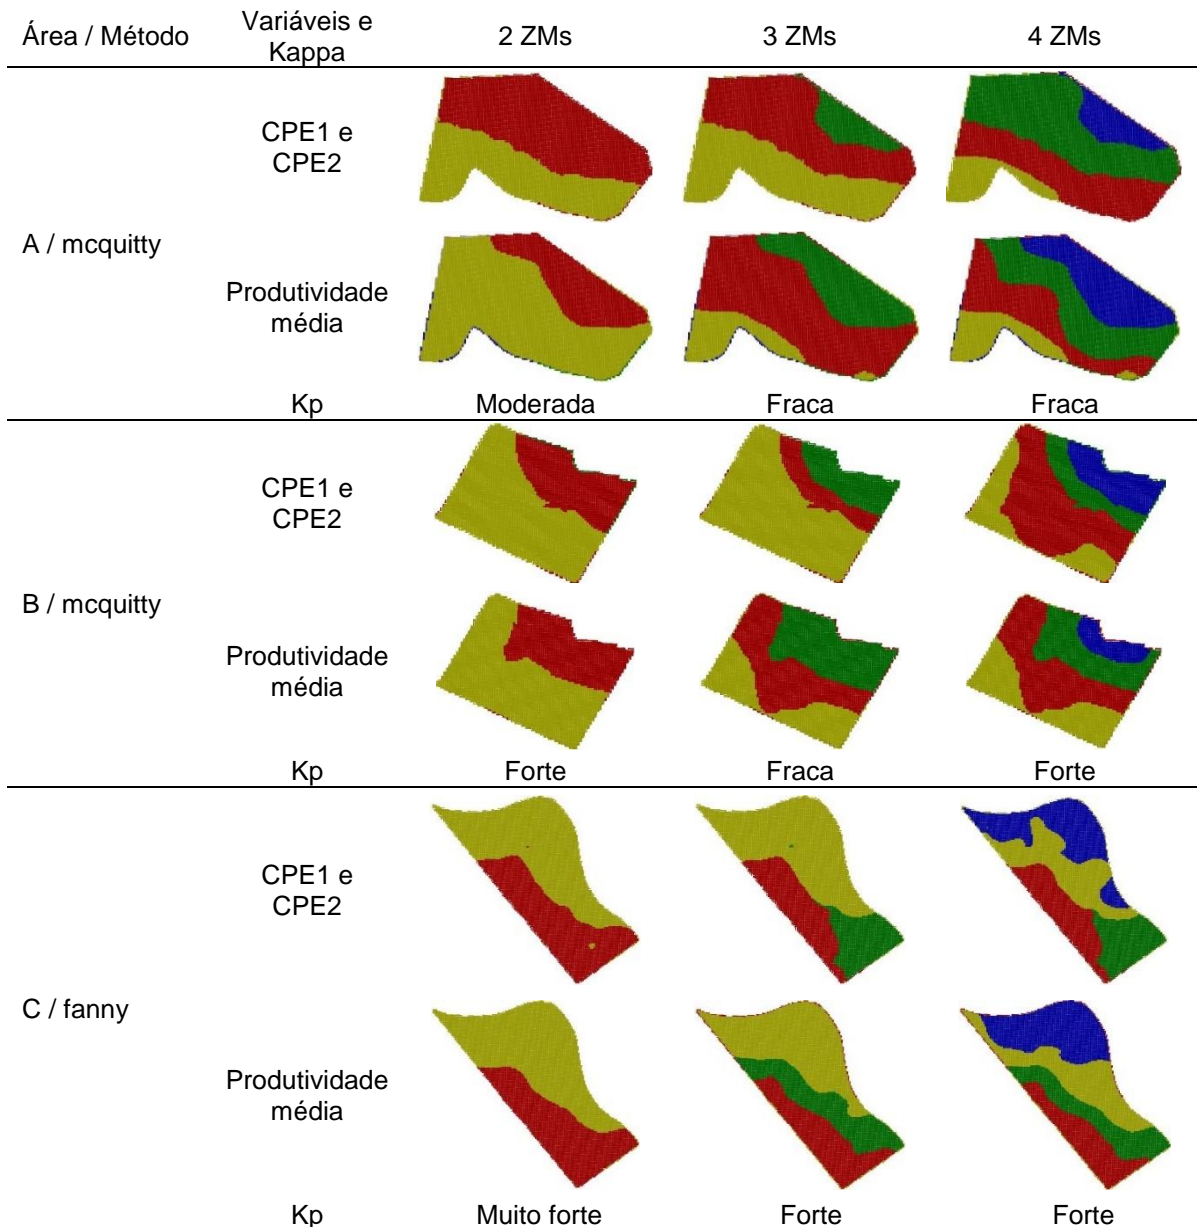 Área / Método Variáveis e Kappa 2 ZMs 3 ZMs 4 ZMs
CPE1 e
CPE2
A / mcquitty
Produtividade
média
Kp Moderada Fraca Fraca
CPE1 e
CPE2
B / mcquitty
Produtividade
média
Kp Forte Fraca Forte
CPE1 e
CPE2
C / fanny
Produtividade
média
Kp Muito forte Forte Forte